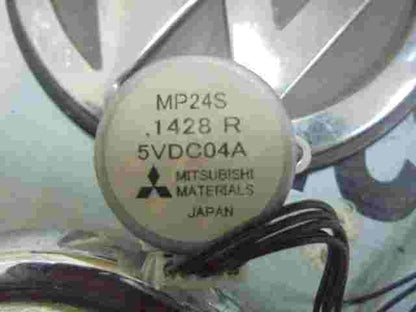 MP24S
.1428 R
5VDC04A
MITSUBISHI
MATERIALS
JAPAN